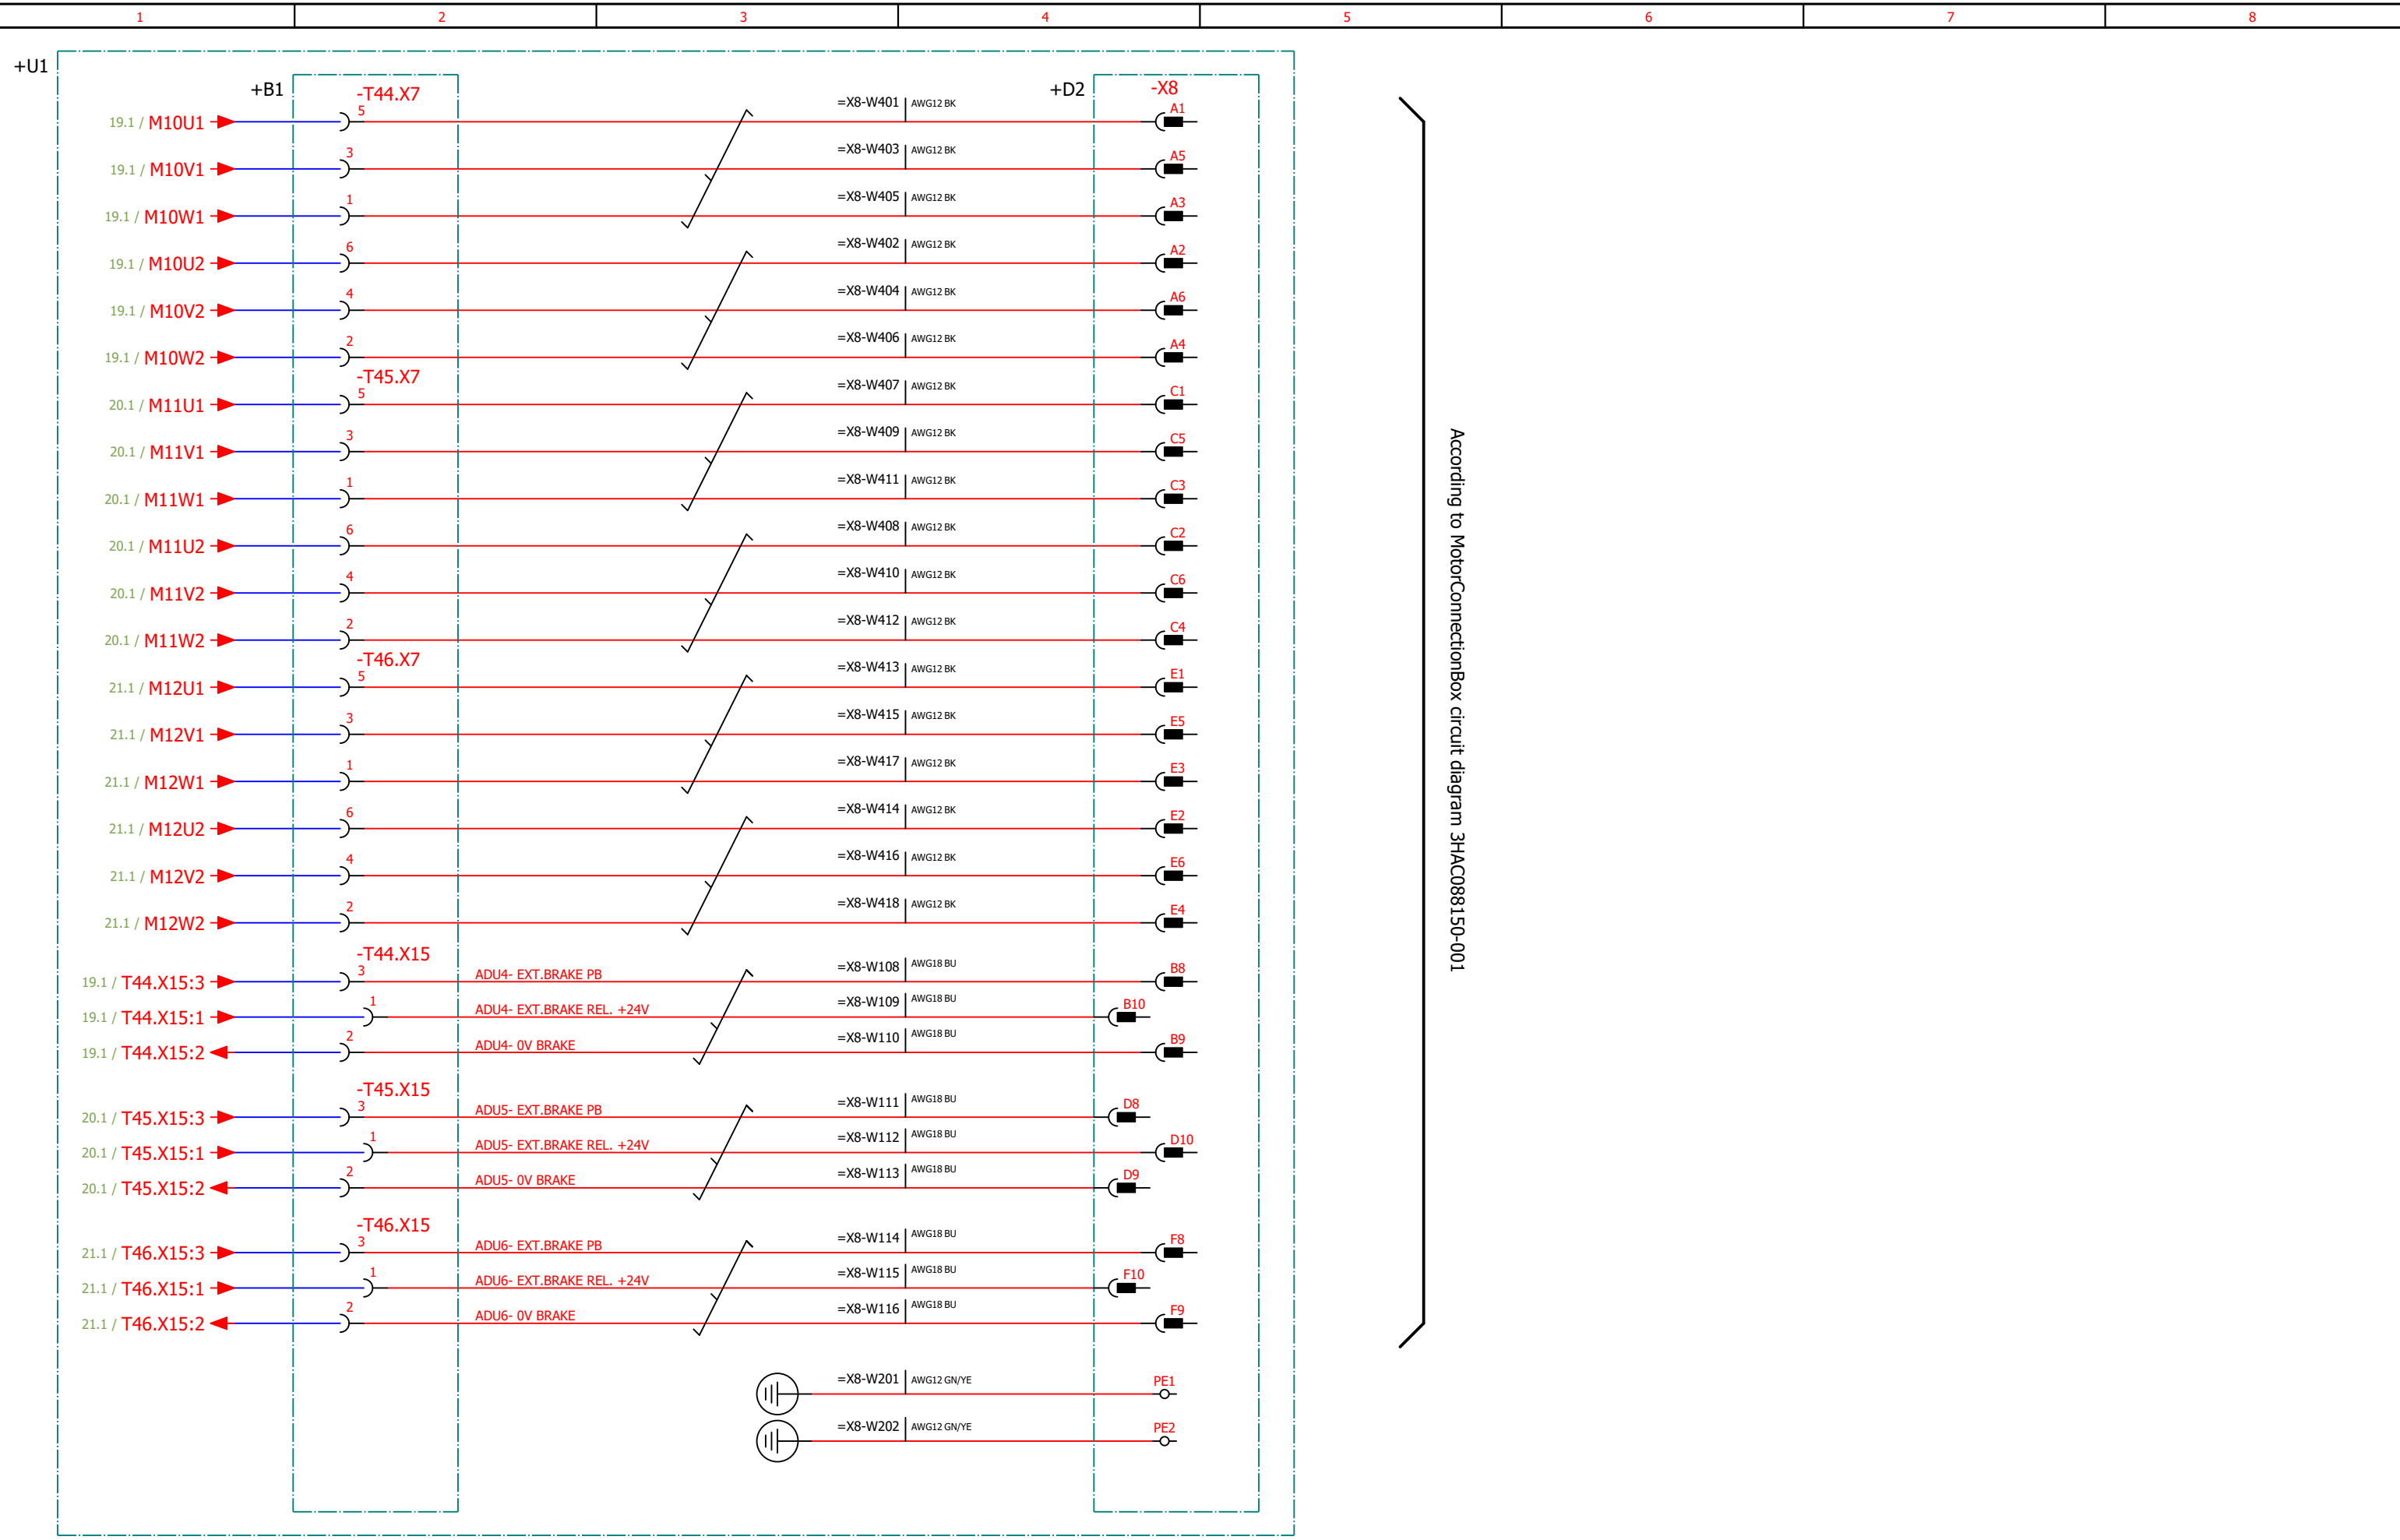 1 2 3 4 5 6 7 8
+U1
+B1 -T44.X7 +D2 -X8
19.1 / M10U1 5 =X8-W401 AWG12 BK A1
19.1 / M10V1 3 =X8-W403 AWG12 BK A5
19.1 / M10W1 1 =X8-W405 AWG12 BK A3
19.1 / M10U2 6 =X8-W402 AWG12 BK A2
19.1 / M10V2 4 =X8-W404 AWG12 BK A6
19.1 / M10W2 2 =X8-W406 AWG12 BK A4
-T45.X7
20.1 / M11U1 5 =X8-W407 AWG12 BK C1
20.1 / M11V1 3 =X8-W409 AWG12 BK C5
20.1 / M11W1 1 =X8-W411 AWG12 BK C3
20.1 / M11U2 6 =X8-W408 AWG12 BK C2
20.1 / M11V2 4 =X8-W410 AWG12 BK C6
20.1 / M11W2 2 =X8-W412 AWG12 BK C4
-T46.X7
21.1 / M12U1 5 =X8-W413 AWG12 BK E1
21.1 / M12V1 3 =X8-W415 AWG12 BK E5
21.1 / M12W1 1 =X8-W417 AWG12 BK E3
21.1 / M12U2 6 =X8-W414 AWG12 BK E2
21.1 / M12V2 4 =X8-W416 AWG12 BK E6
21.1 / M12W2 2 =X8-W418 AWG12 BK E4
-T44.X15
19.1 / T44.X15:3 3 ADU4- EXT.BRAKE PB =X8-W108 AWG18 BU B8
19.1 / T44.X15:1 1 ADU4- EXT.BRAKE REL. +24V =X8-W109 AWG18 BU B10
19.1 / T44.X15:2 2 ADU4- 0V BRAKE =X8-W110 AWG18 BU B9
-T45.X15
20.1 / T45.X15:3 3 ADU5- EXT.BRAKE PB =X8-W111 AWG18 BU D8
20.1 / T45.X15:1 1 ADU5- EXT.BRAKE REL. +24V =X8-W112 AWG18 BU D10
20.1 / T45.X15:2 2 ADU5- 0V BRAKE =X8-W113 AWG18 BU D9
-T46.X15
21.1 / T46.X15:3 3 ADU6- EXT.BRAKE PB =X8-W114 AWG18 BU F8
21.1 / T46.X15:1 1 ADU6- EXT.BRAKE REL. +24V =X8-W115 AWG18 BU F10
21.1 / T46.X15:2 2 ADU6- 0V BRAKE =X8-W116 AWG18 BU F9
=X8-W201 AWG12 GN/YE PE1
=X8-W202 AWG12 GN/YE PE2
According to MotorConnectionBox circuit diagram 3HAC088150-001